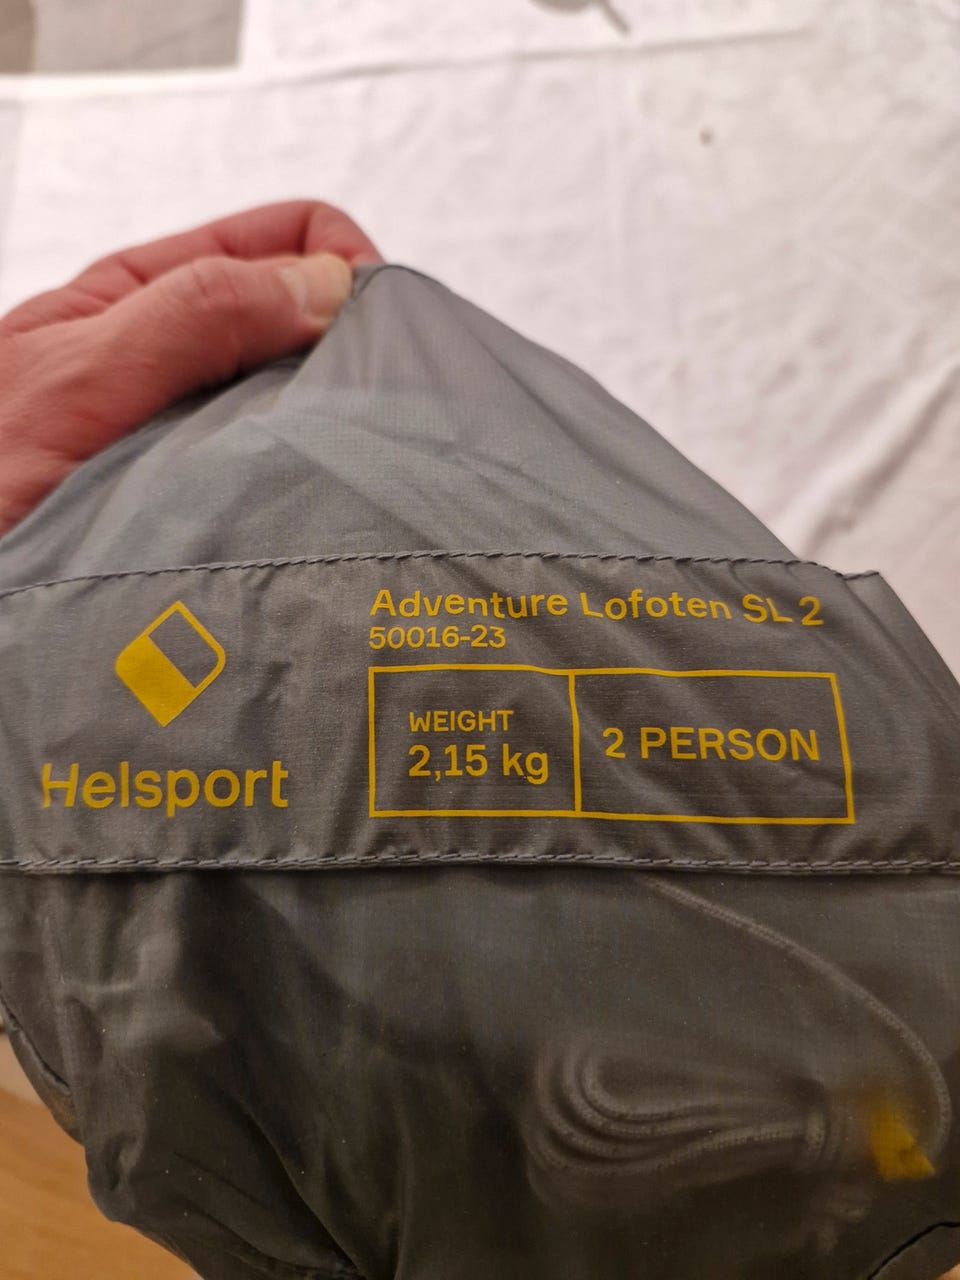 Adventure Lofoten SL 2
50016-23
WEIGHT
2,15 kg
2 PERSON
Helsport